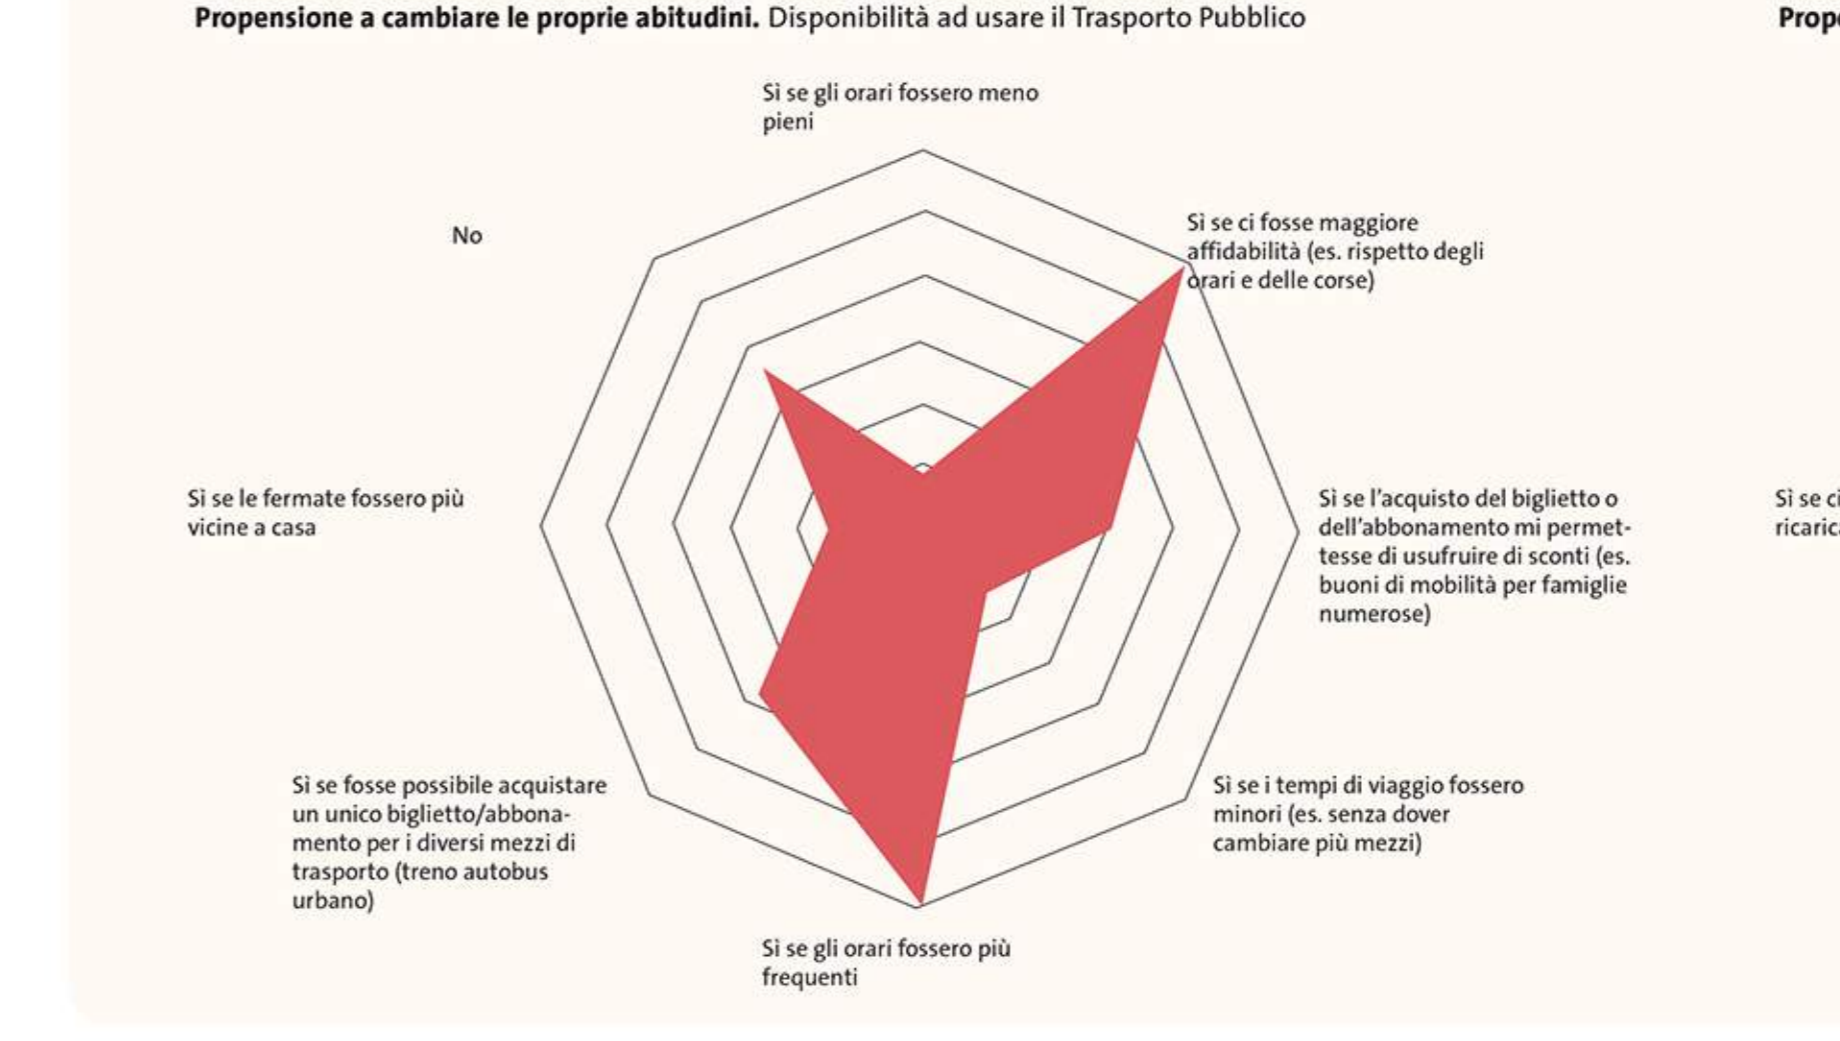 Propensione a cambiare le proprie abitudini. Disponibilità ad usare il Trasporto Pubblico
Sì se gli orari fossero meno
pieni
Sì se ci fosse maggiore
affidabilità (es. rispetto degli
orari e delle corse)
No
Sì se le fermate fossero più
vicine a casa
Sì se l'acquisto del biglietto o
dell'abbonamento mi permet-
tesse di usufruire di sconti (es.
buoni di mobilità per famiglie
numerose)
Sì se fosse possibile acquistare
un unico biglietto/abbona-
mento per i diversi mezzi di
trasporto (treno autobus
urbano)
Sì se i tempi di viaggio fossero
minori (es. senza dover
cambiare più mezzi)
Sì se gli orari fossero più
frequenti
Sì se